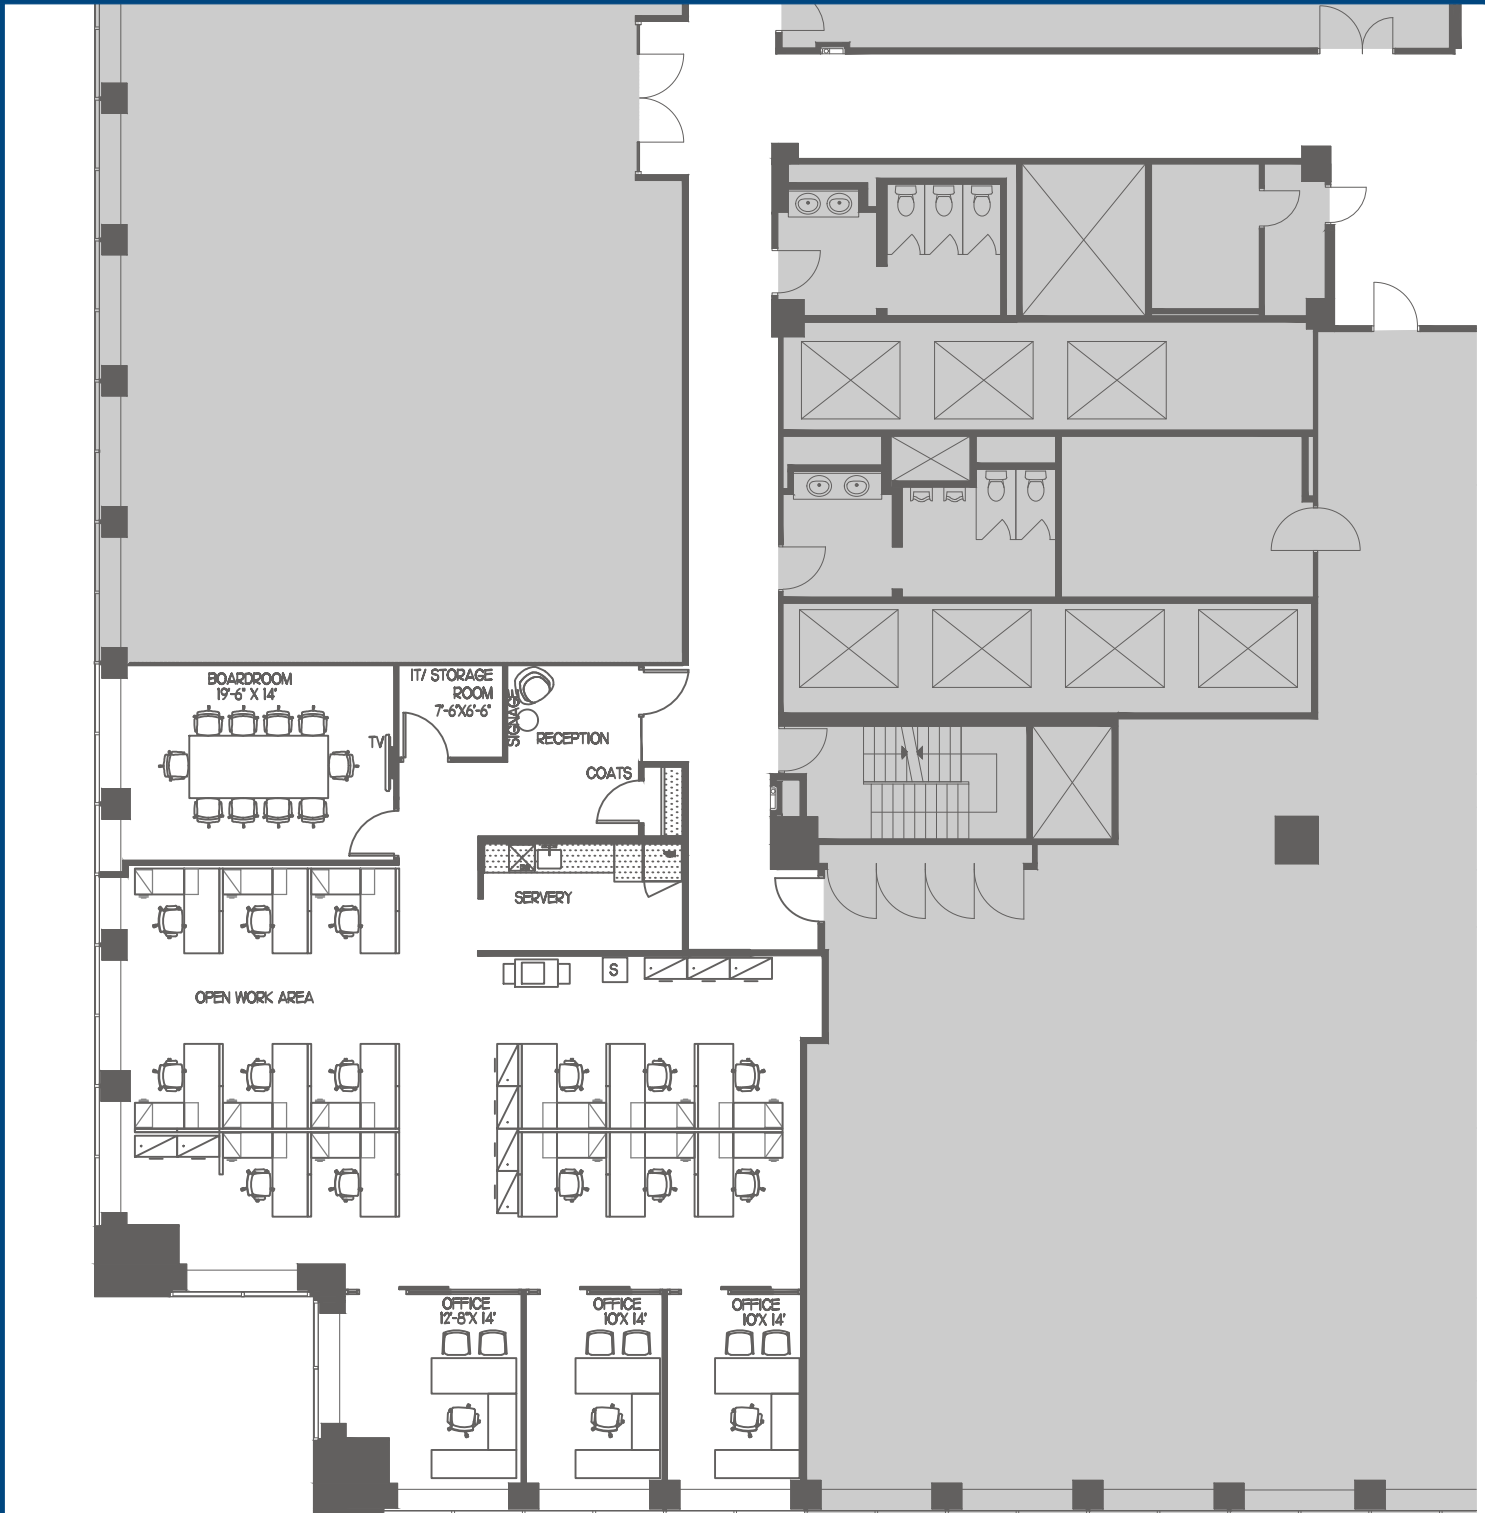 BOARDROOM
19'-6" X 14'
IT/ STORAGE
ROOM
7'-6"X6'-6"
SIGNAGE
RECEPTION
TV
COATS
SERVERY
S
OPEN WORK AREA
OFFICE
12'-8"X 14'
OFFICE
10'X 14'
OFFICE
10'X 14'